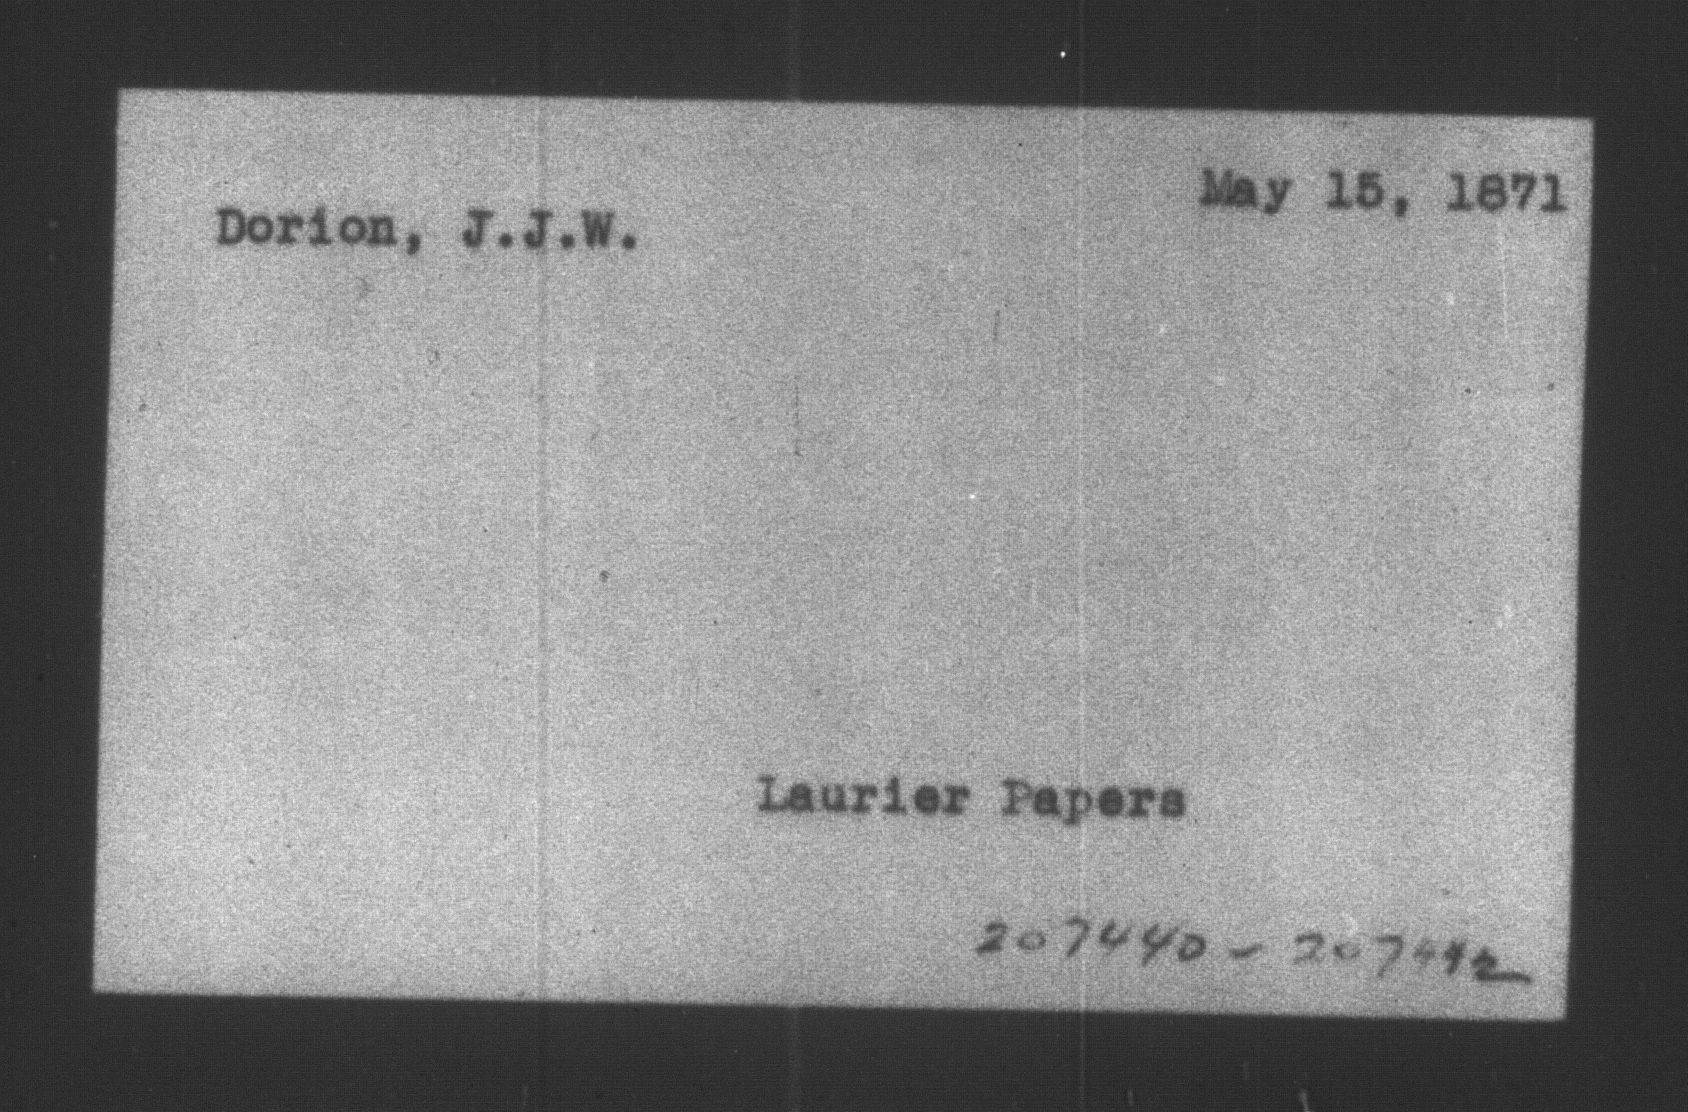 May 15, 1871
Dorion, J.J.W.
Laurier Papers
207440 - 207442